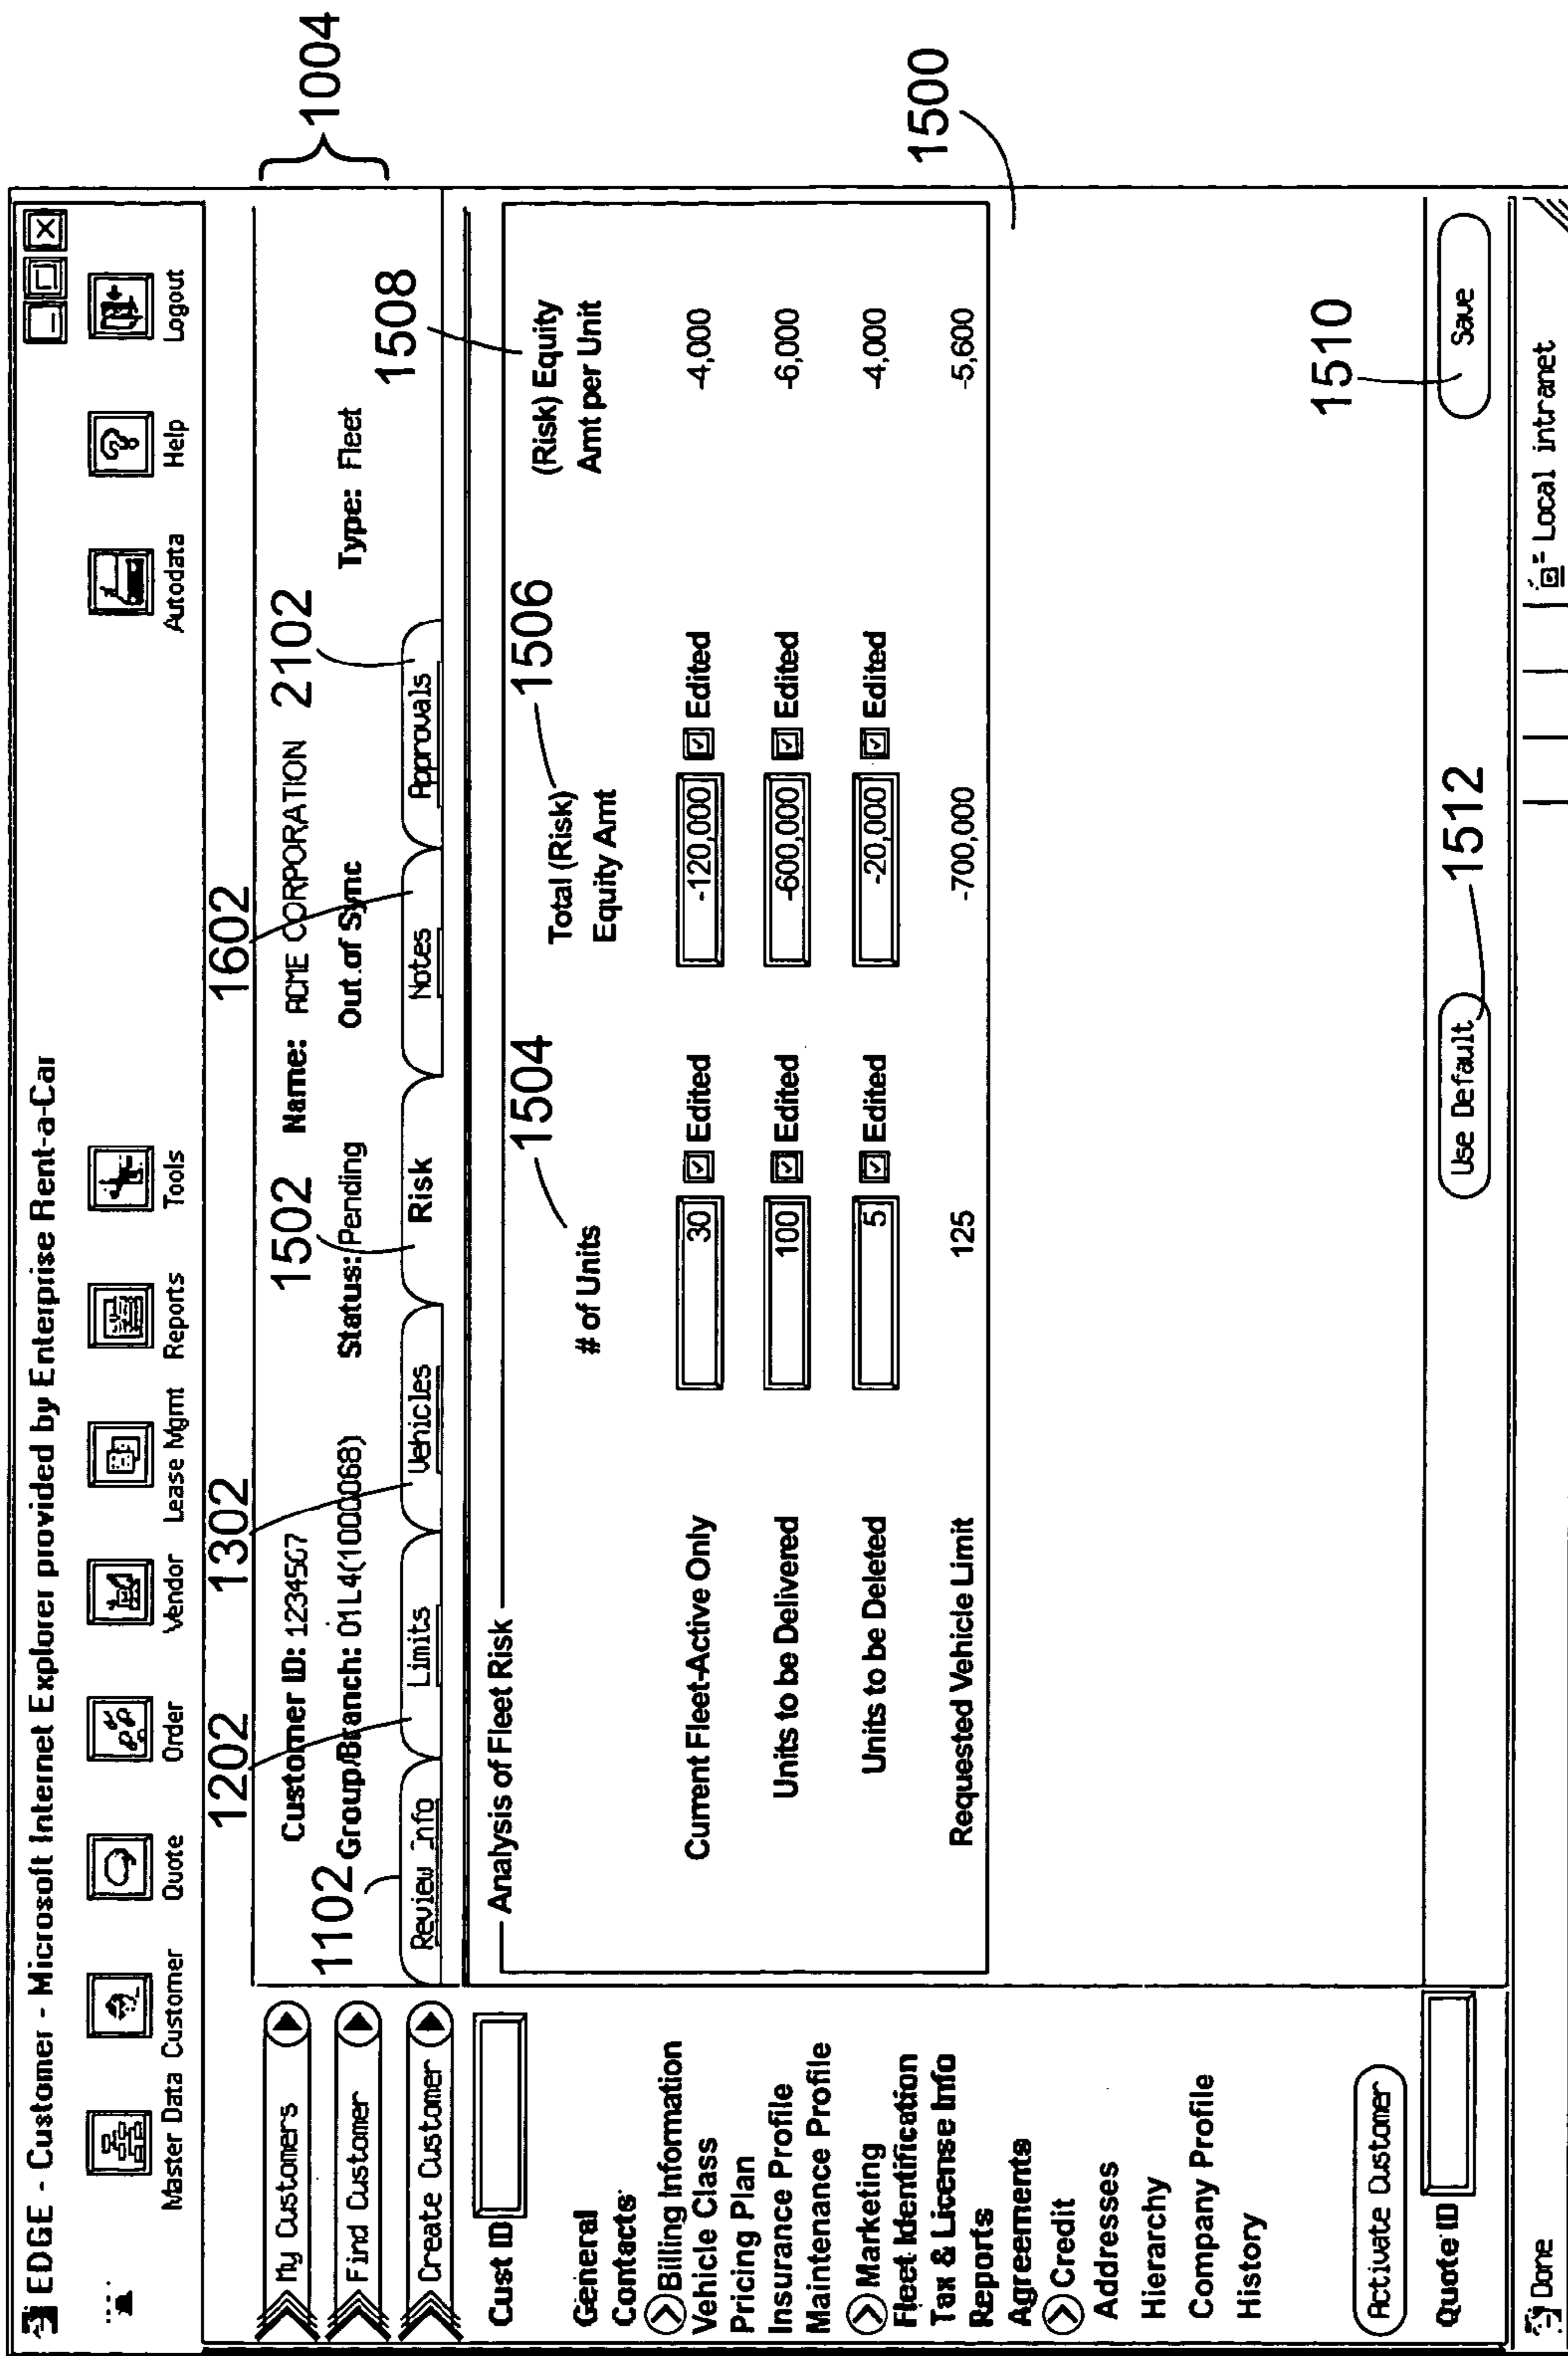 EDGE - Customer - Microsoft Internet Explorer provided by Enterprise Rent-a-Car
Master Data Customer Quote Order Vendor Lease Mgmt Reports Tools Autodata Help Logout
1202 1302 1602
My Customers
Find Customer
Create Customer
Customer ID: 1234567 1502 Name: ACME CORPORATION 2102
1102 Group/Branch: 01L4(1000068) Status: Pending Out of Sync Type: Fleet
1004
Review Info Limits Vehicles Risk Notes Approvals
1508
Cust ID
General
Contacts
Billing Information
Vehicle Class
Pricing Plan
Insurance Profile
Maintenance Profile
Marketing
Fleet Identification
Tax & License Info
Reports
Agreements
Credit
Addresses
Hierarchy
Company Profile
History
Activate Customer
Quote ID
Analysis of Fleet Risk
1504 1506
# of Units Total (Risk) Equity Amt (Risk) Equity Amt per Unit
Current Fleet-Active Only 30 Edited -120,000 Edited -4,000
Units to be Delivered 100 Edited -600,000 Edited -6,000
Units to be Deleted 5 Edited -20,000 Edited -4,000
Requested Vehicle Limit 125 -700,000 -5,600
1500
1510
Use Default 1512 Save
Done Local intranet